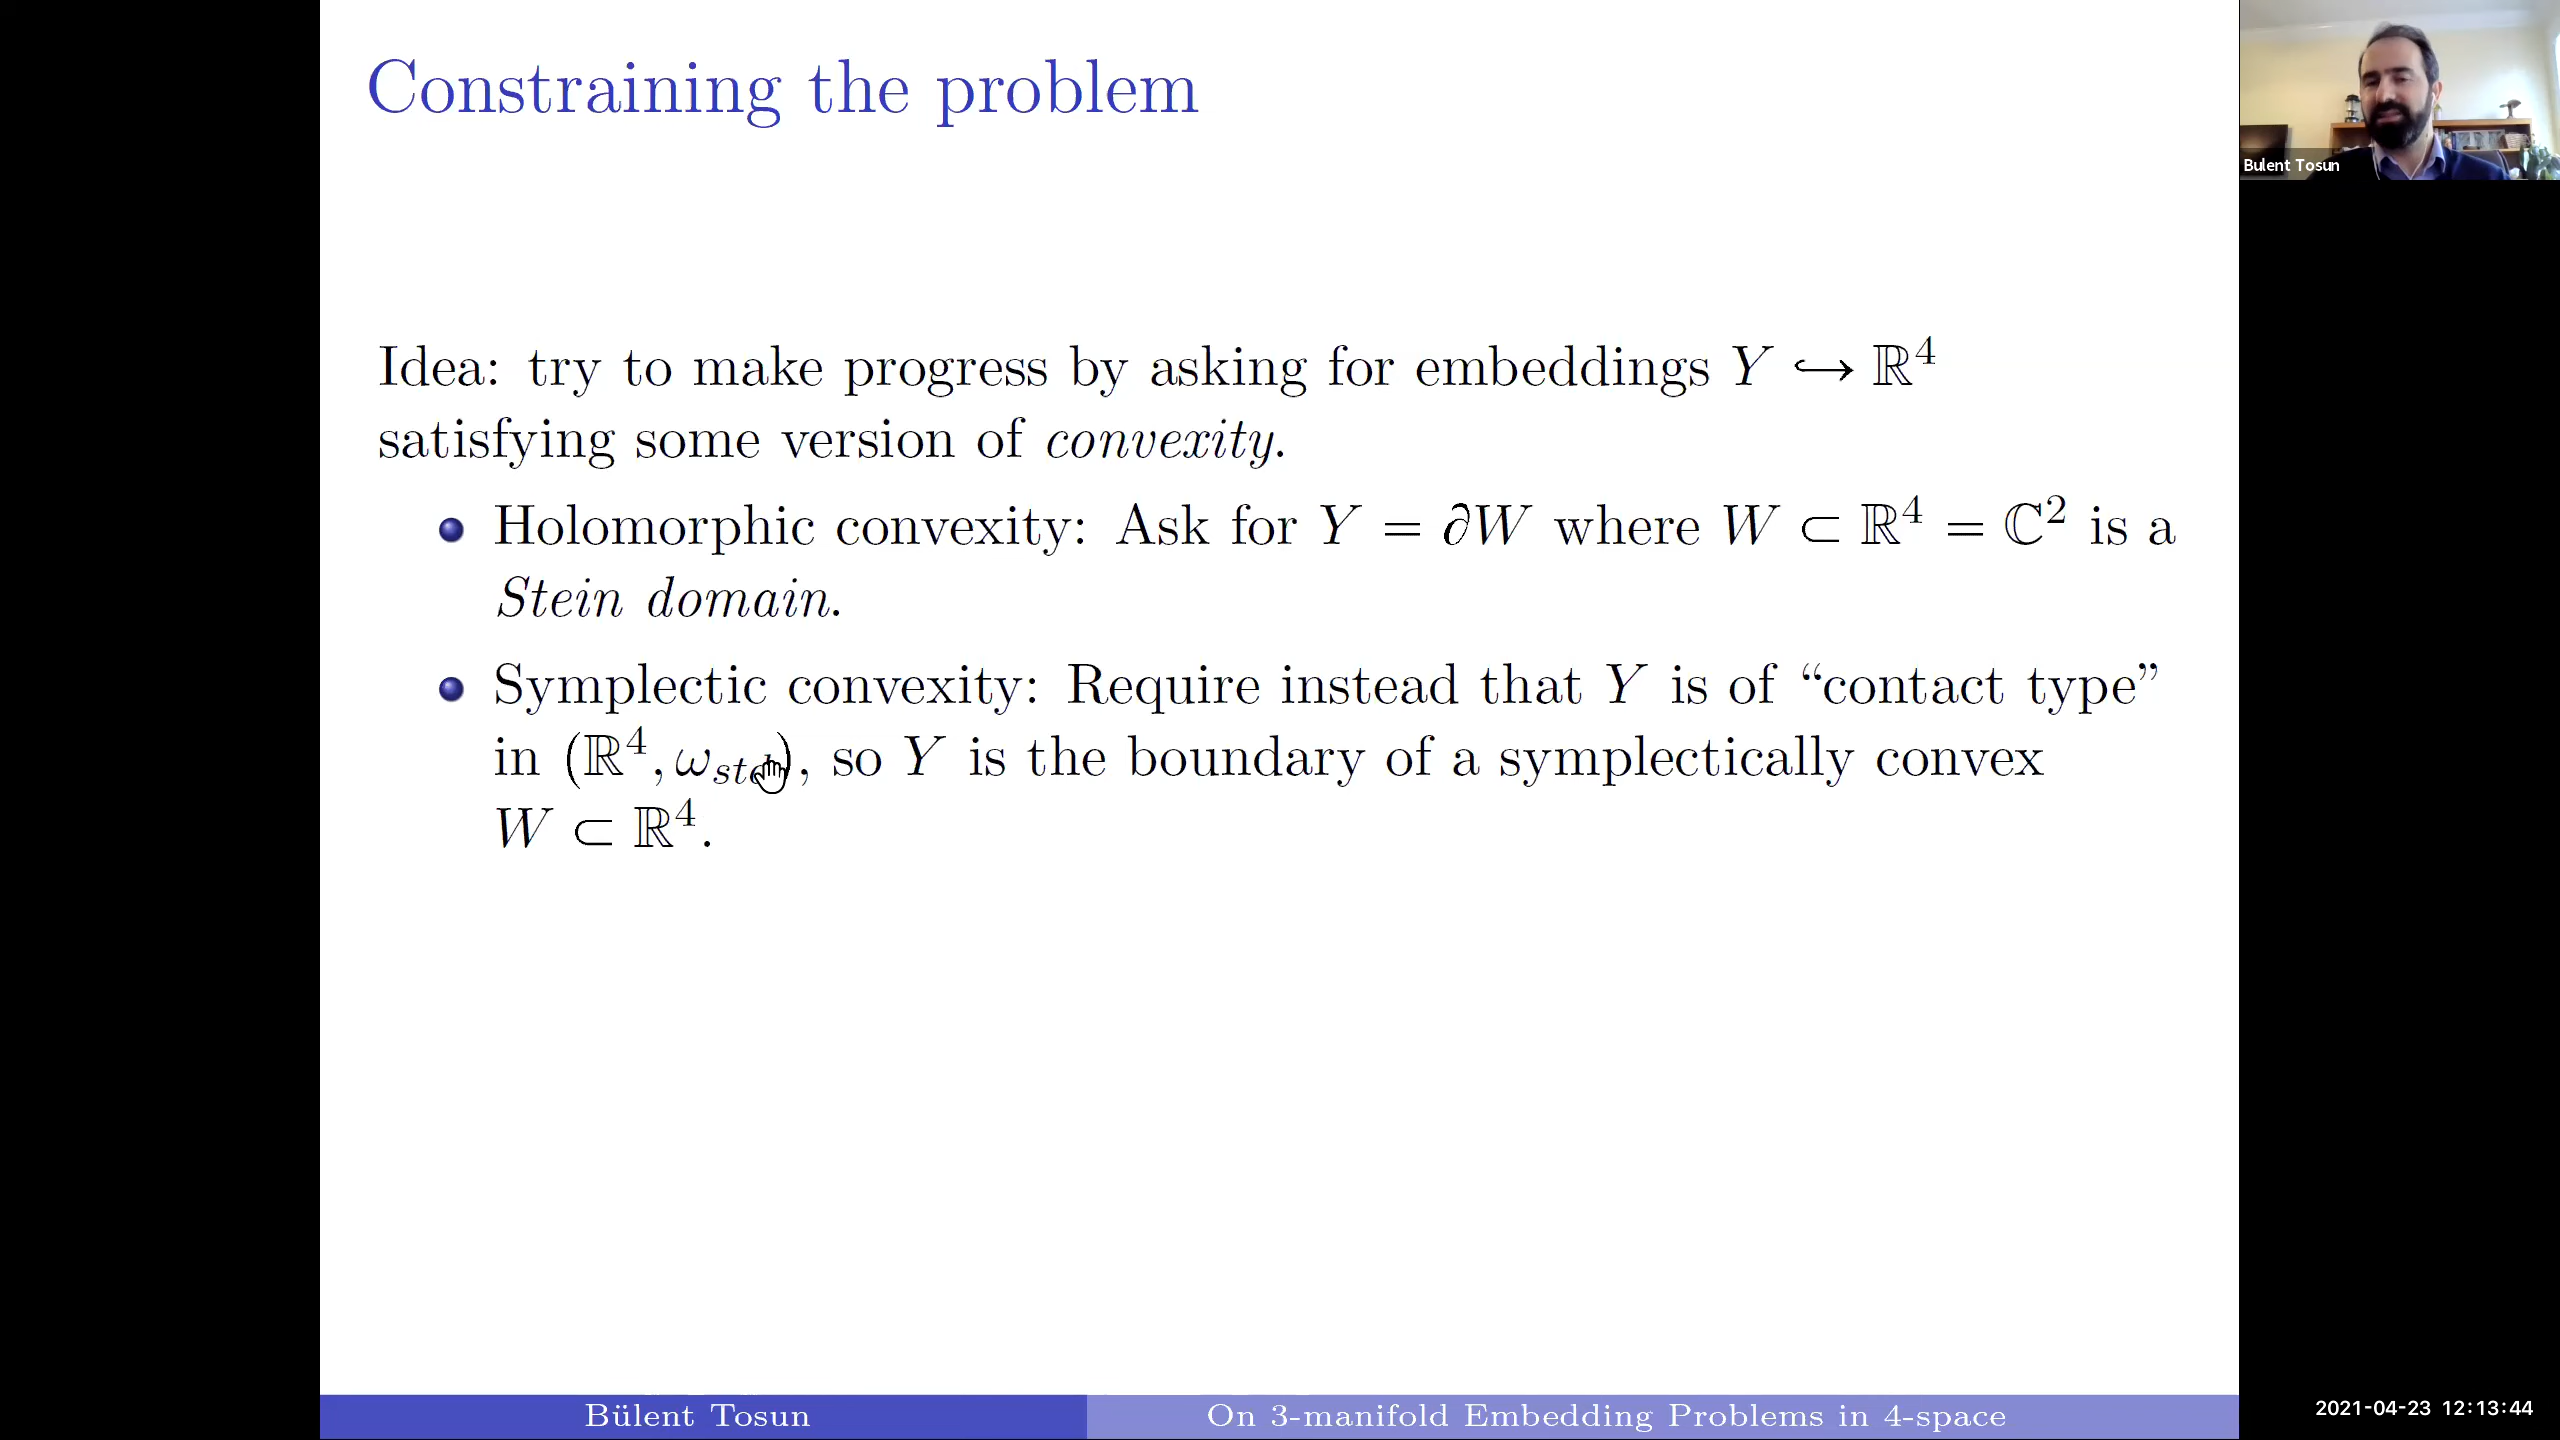 Constraining the problem
Bulent Tosun
Idea: try to make progress by asking for embeddings Y ↪ ℝ⁴
satisfying some version of convexity.
Holomorphic convexity: Ask for Y = ∂W where W ⊂ ℝ⁴ = ℂ² is a
Stein domain.
Symplectic convexity: Require instead that Y is of “contact type”
in (ℝ⁴, ω_std), so Y is the boundary of a symplectically convex
W ⊂ ℝ⁴.
Bülent Tosun
On 3-manifold Embedding Problems in 4-space
2021-04-23 12:13:44